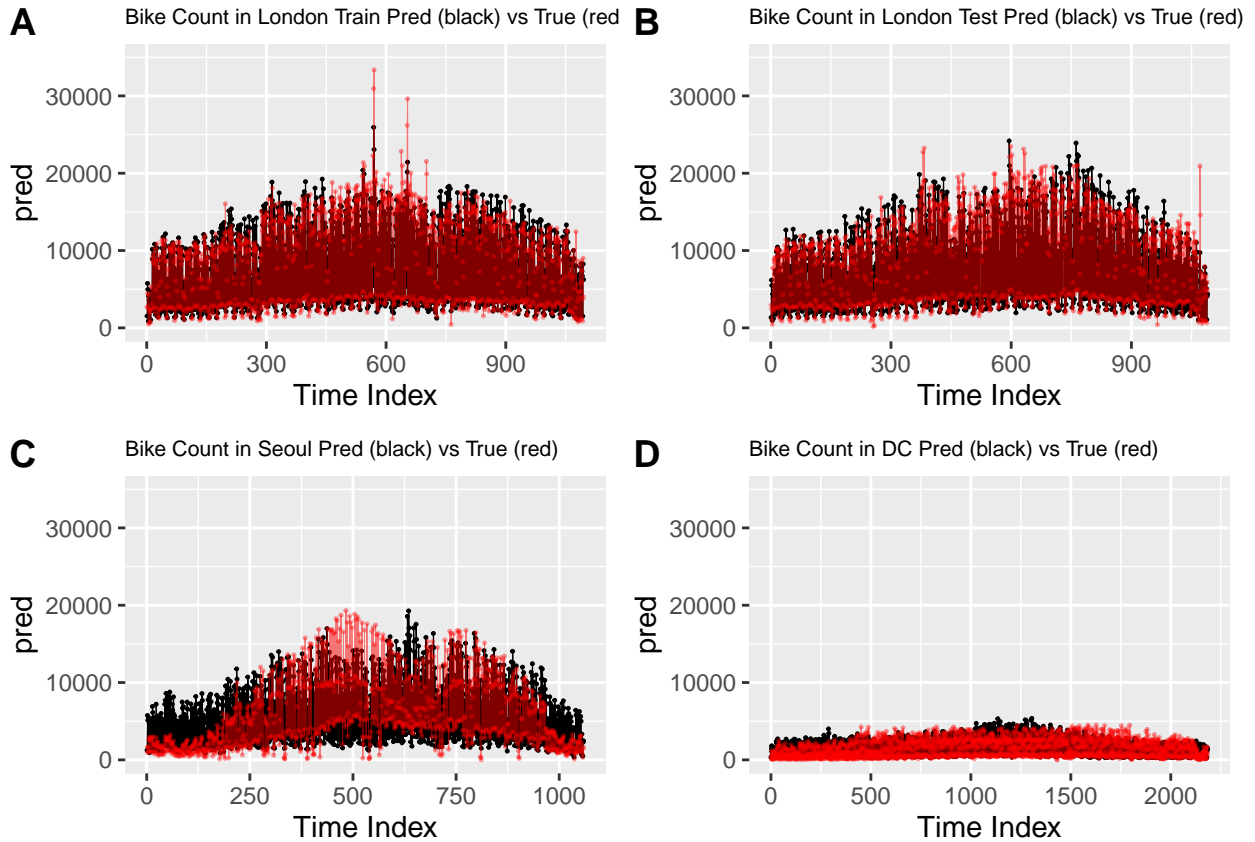 A
Bike Count in London Train Pred (black) vs True (red
30000
20000
10000
0
pred
0 300 600 900
Time Index
B
Bike Count in London Test Pred (black) vs True (red)
30000
20000
10000
0
pred
0 300 600 900
Time Index
C
Bike Count in Seoul Pred (black) vs True (red)
30000
20000
10000
0
pred
0 250 500 750 1000
Time Index
D
Bike Count in DC Pred (black) vs True (red)
30000
20000
10000
0
pred
0 500 1000 1500 2000
Time Index